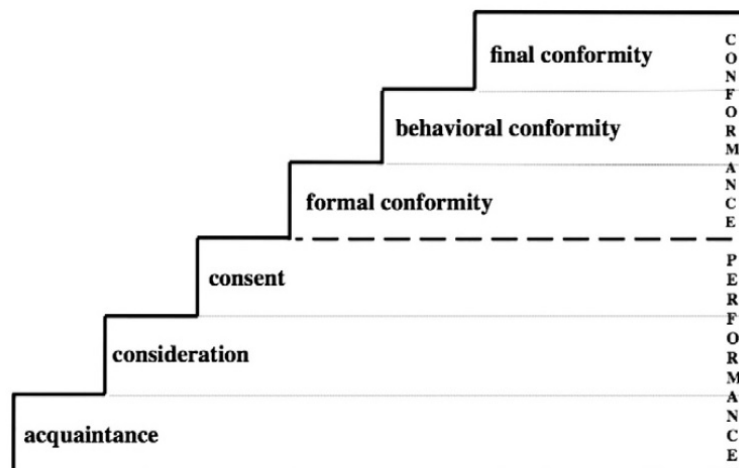 final conformity
behavioral conformity
formal conformity
consent
consideration
acquaintance
CONFORMANCE
PERFORMANCE